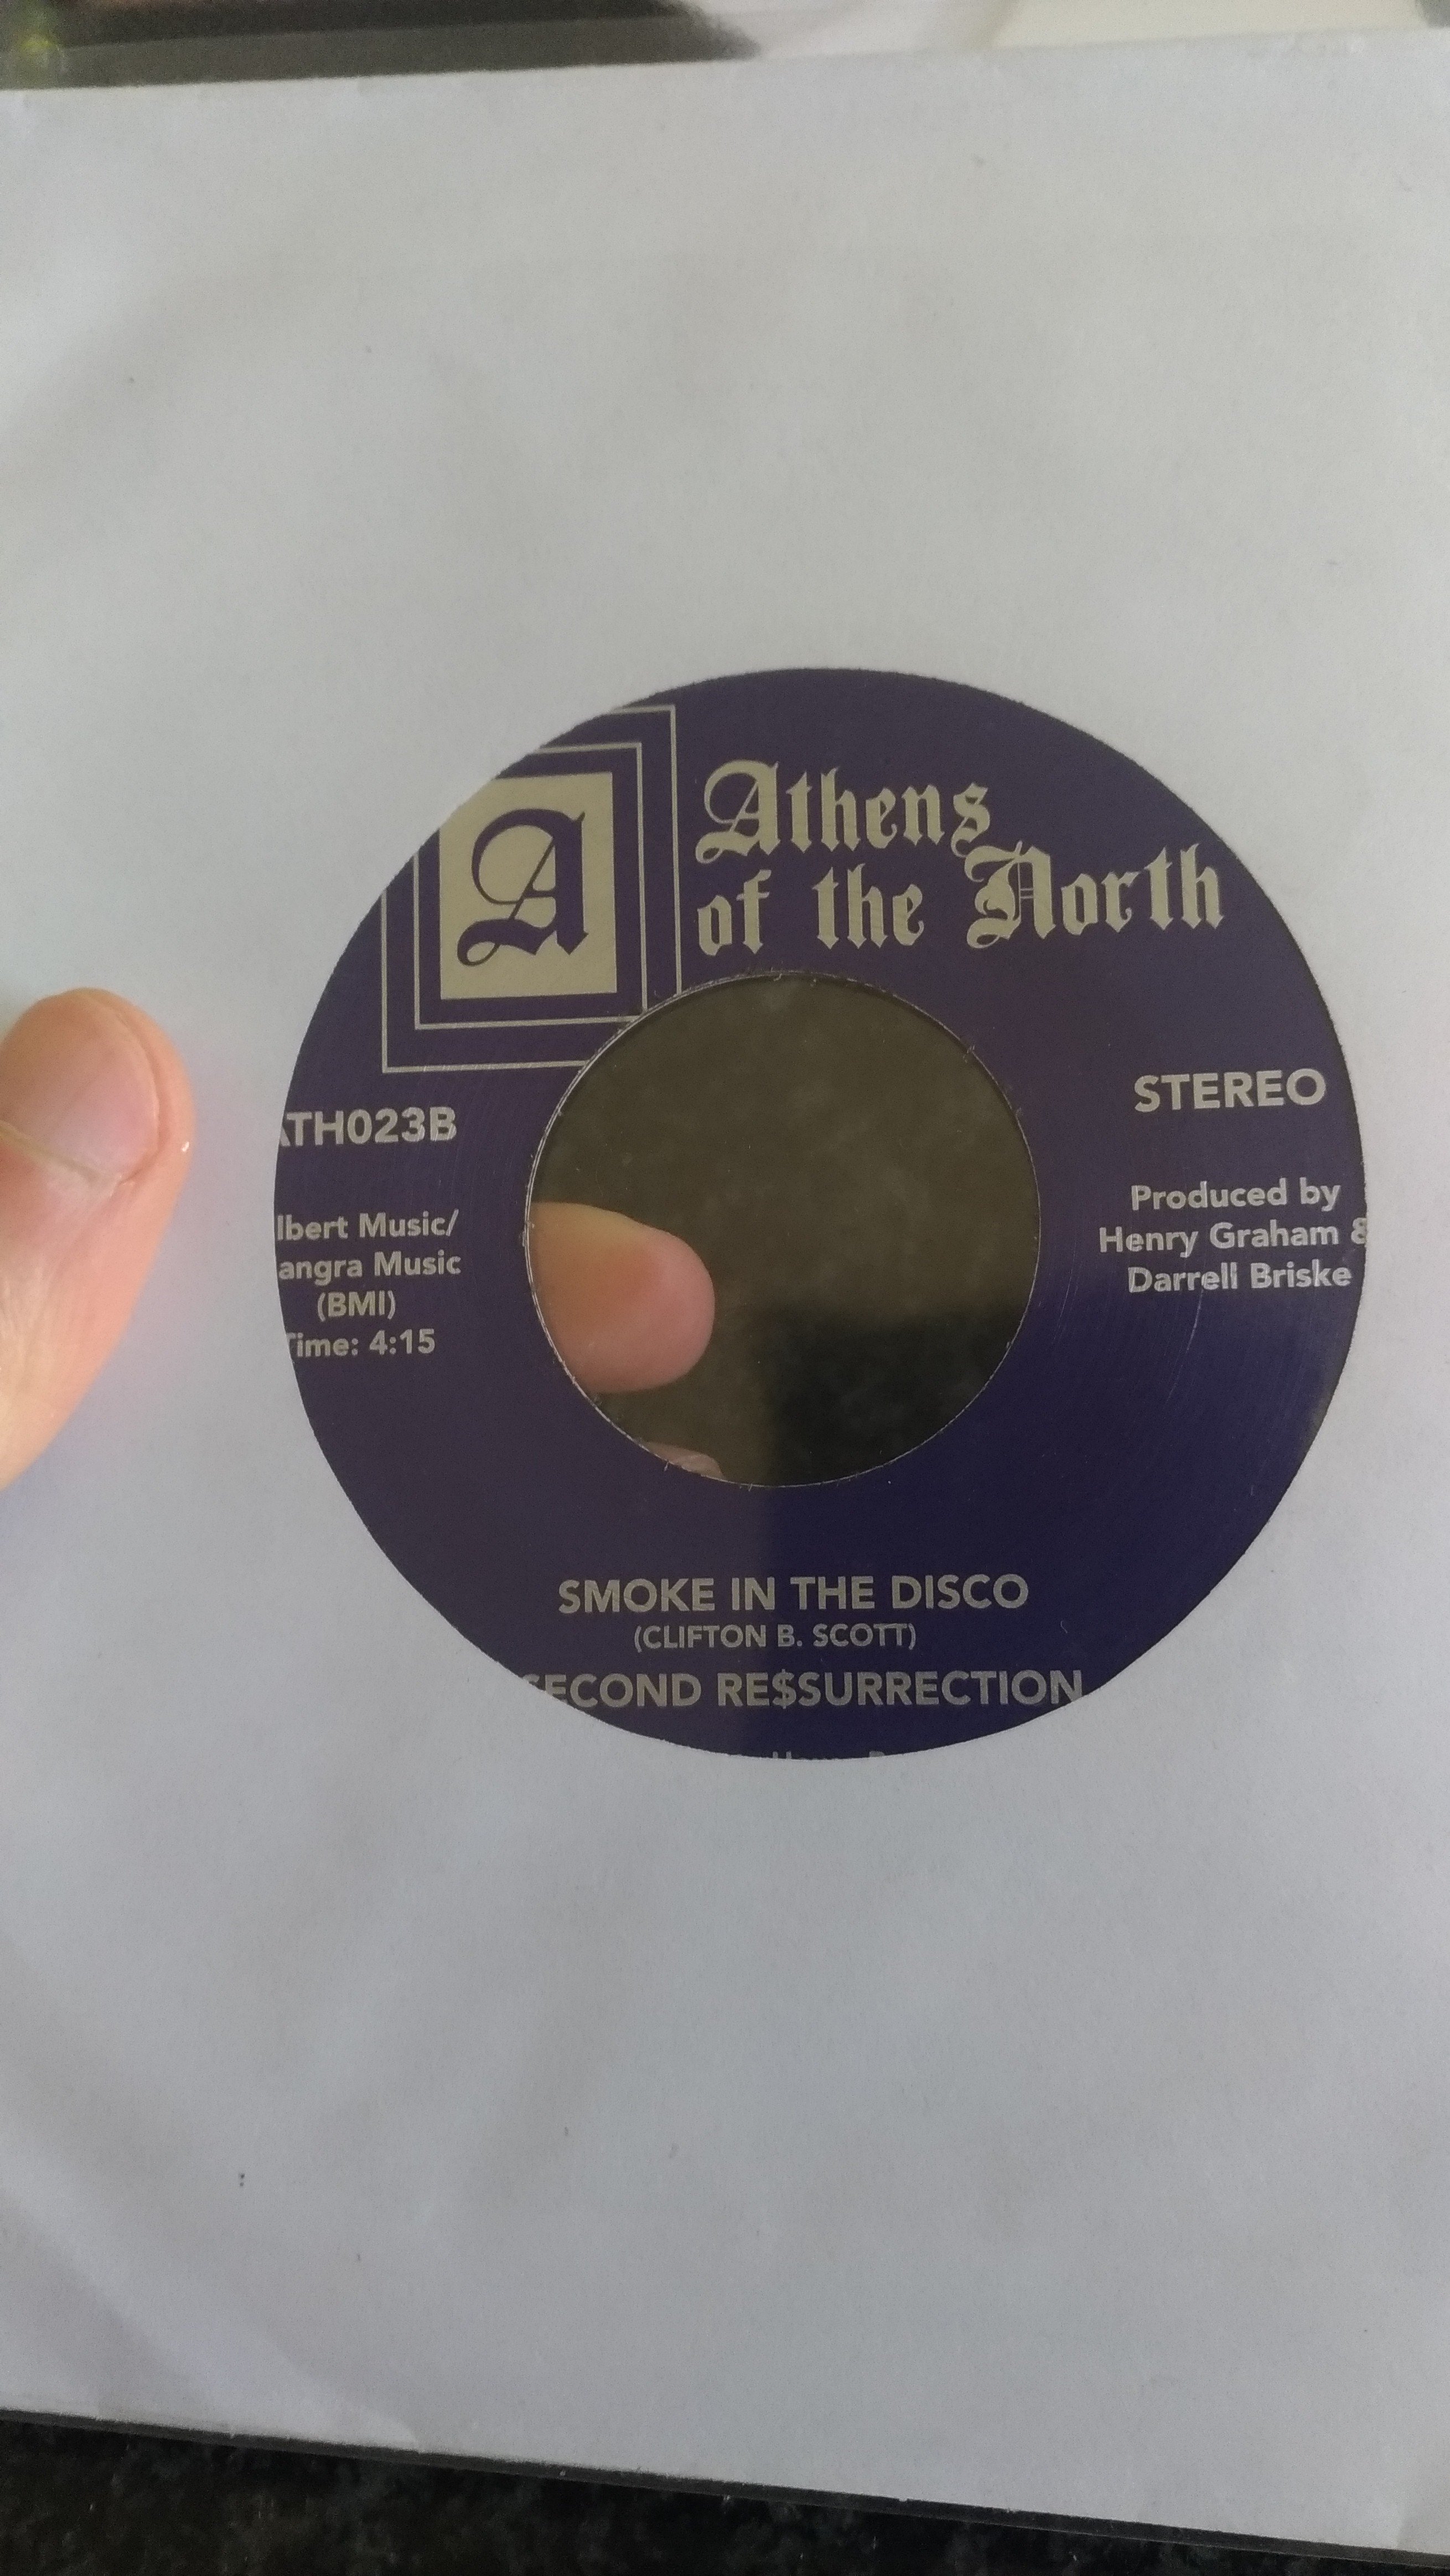 A
Athens
of the North
ATH023B
STEREO
lbert Music/
angra Music
(BMI)
Time: 4:15
Produced by
Henry Graham &
Darrell Briske
SMOKE IN THE DISCO
(CLIFTON B. SCOTT)
SECOND RE$SURRECTION